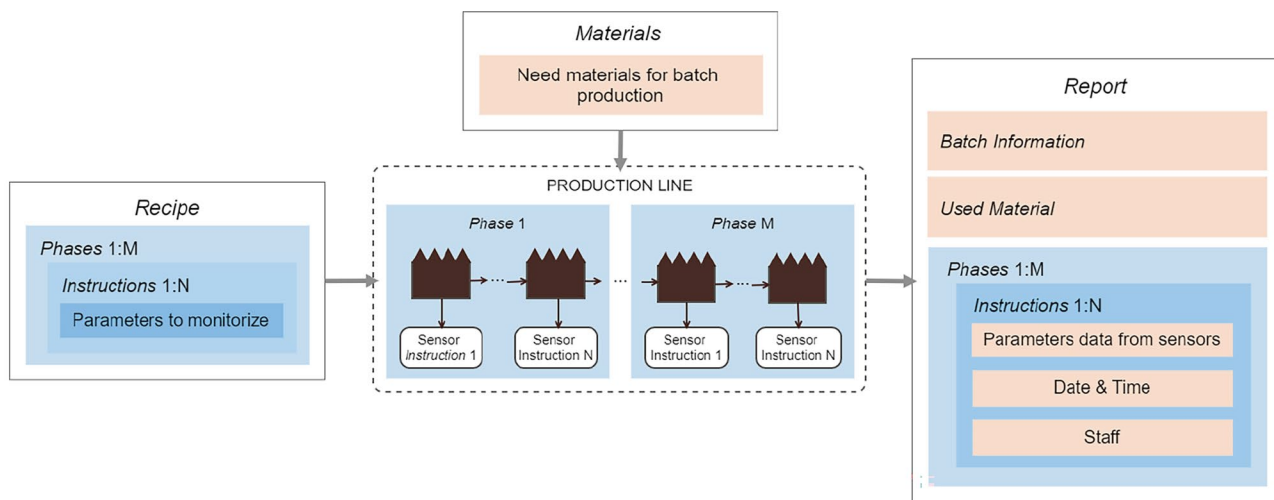 Materials
Need materials for batch
production
Recipe
Phases 1:M
Instructions 1:N
Parameters to monitorize
PRODUCTION LINE
Phase 1
...
Sensor
Instruction 1
Sensor
Instruction N
...
Phase M
...
Sensor
Instruction 1
Sensor
Instruction N
Report
Batch Information
Used Material
Phases 1:M
Instructions 1:N
Parameters data from sensors
Date & Time
Staff